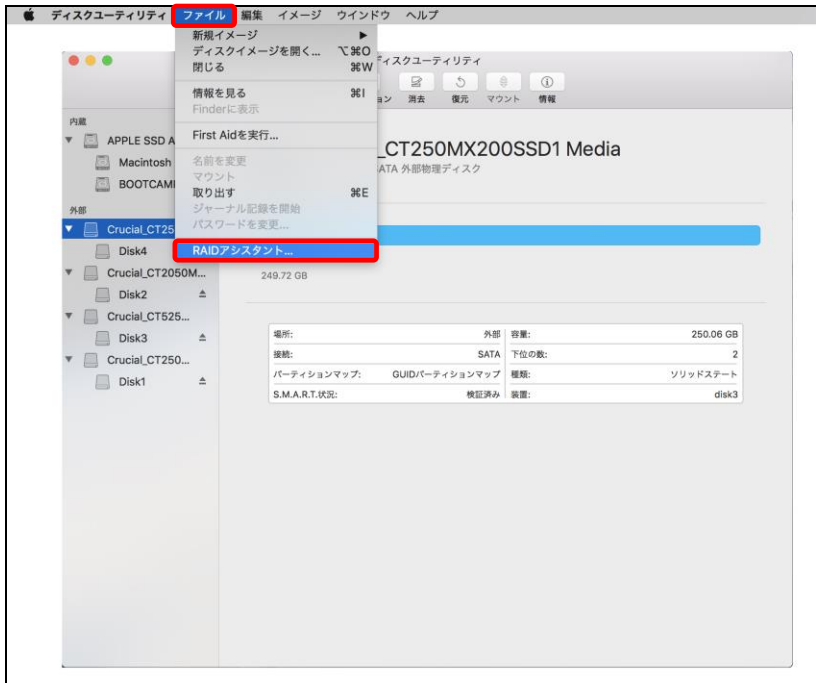 ディスクユーティリティ ファイル 編集 イメージ ウインドウ ヘルプ
新規イメージ ▶
ディスクイメージを開く... ⌥⌘O
閉じる ⌘W
情報を見る ⌘I
Finderに表示
First Aidを実行...
名前を変更
マウント
取り出す ⌘E
ジャーナル記録を開始
パスワードを変更...
RAIDアシスタント...
ディスクユーティリティ
ョン 消去 復元 マウント 情報
内蔵
APPLE SSD A
Macintosh
BOOTCAM
外部
Crucial_CT25
Disk4
Crucial_CT2050M...
Disk2
Crucial_CT525...
Disk3
Crucial_CT250...
Disk1
_CT250MX200SSD1 Media
SATA 外部物理ディスク
249.72 GB
場所: 外部 容量: 250.06 GB
接続: SATA 下位の数: 2
パーティションマップ: GUIDパーティションマップ 種類: ソリッドステート
S.M.A.R.T.状況: 検証済み 装置: disk3